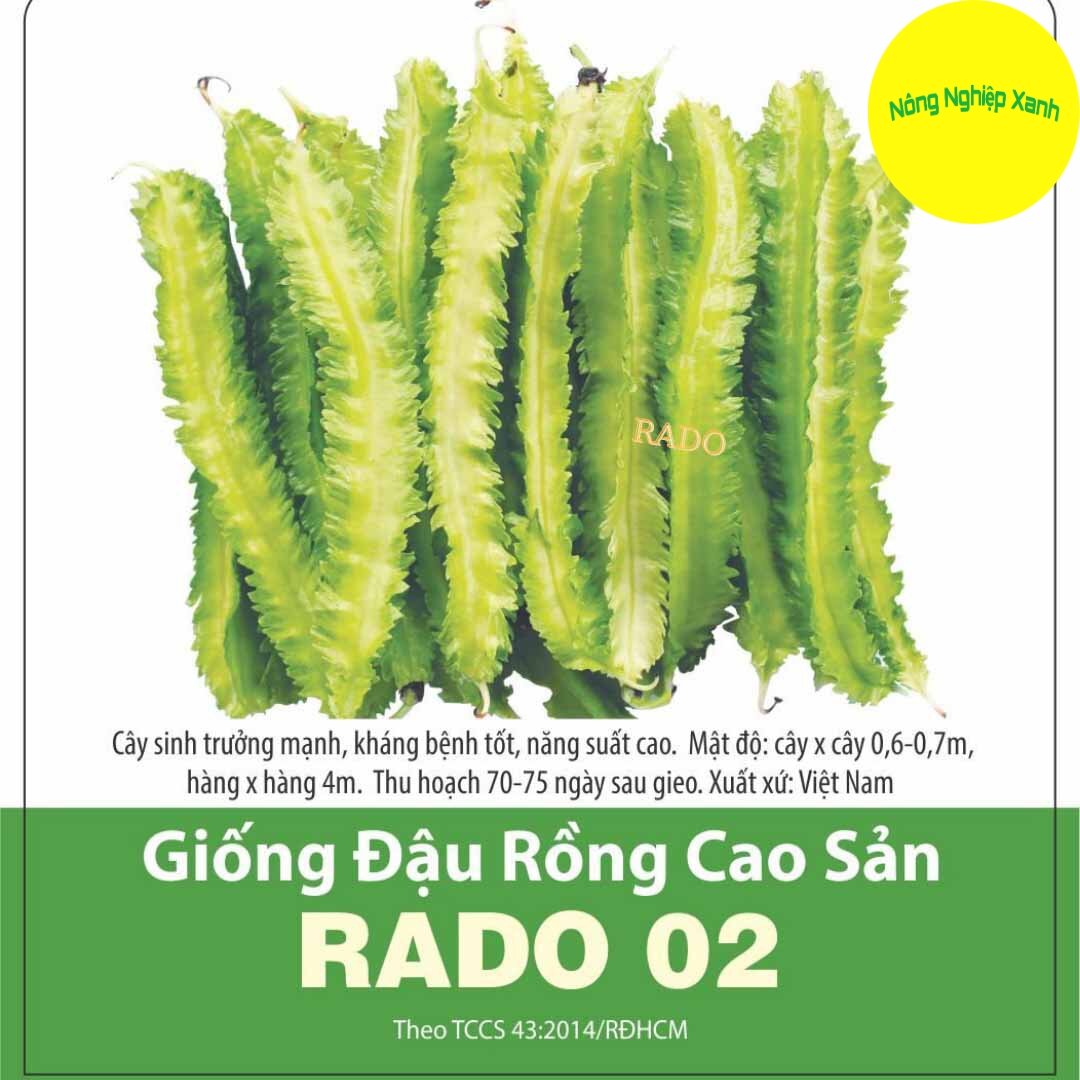 Nông Nghiệp Xanh
RADO
Cây sinh trưởng mạnh, kháng bệnh tốt, năng suất cao. Mật độ: cây x cây 0,6-0,7m,
hàng x hàng 4m. Thu hoạch 70-75 ngày sau gieo. Xuất xứ: Việt Nam
Giống Đậu Rồng Cao Sản
RADO 02
Theo TCCS 43:2014/RĐHCM